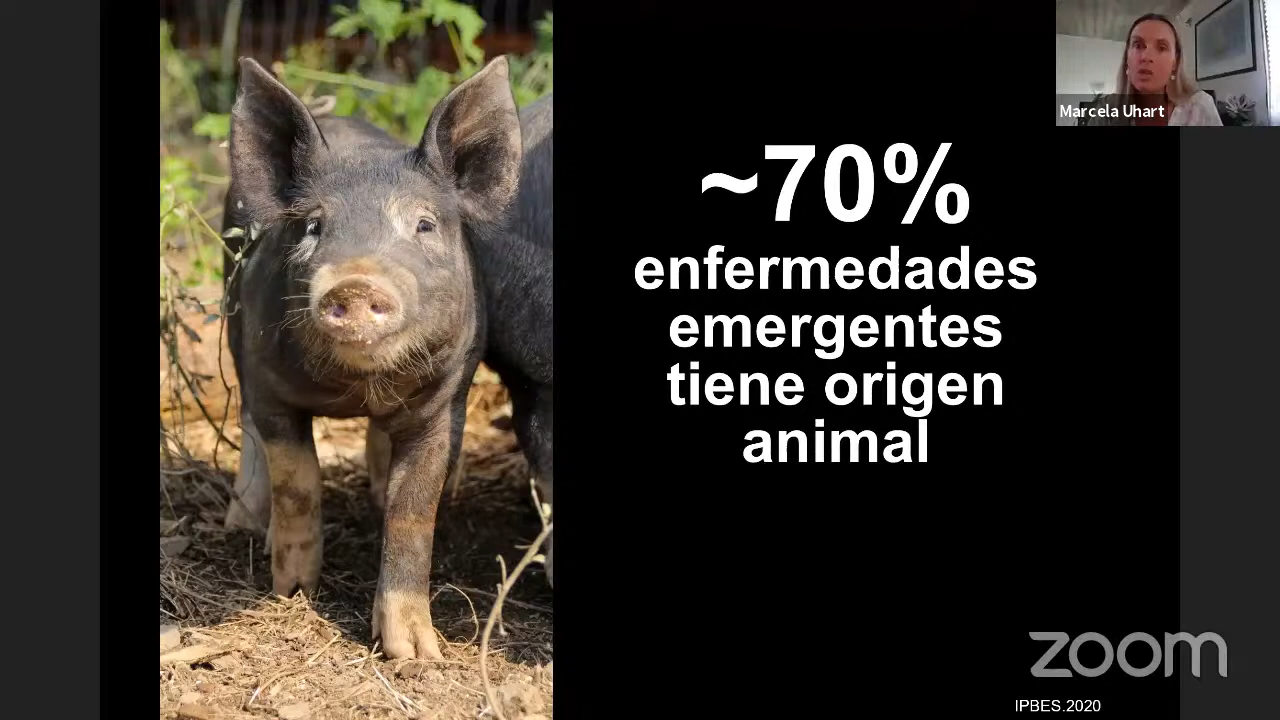 Marcela Uhart
~70%
enfermedades
emergentes
tiene origen
animal
zoom
IPBES.2020